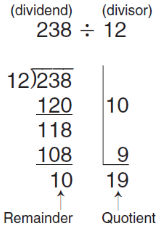 (dividend) (divisor)
238 ÷ 12
12)238
120 10
118
108 9
10 19
Remainder Quotient